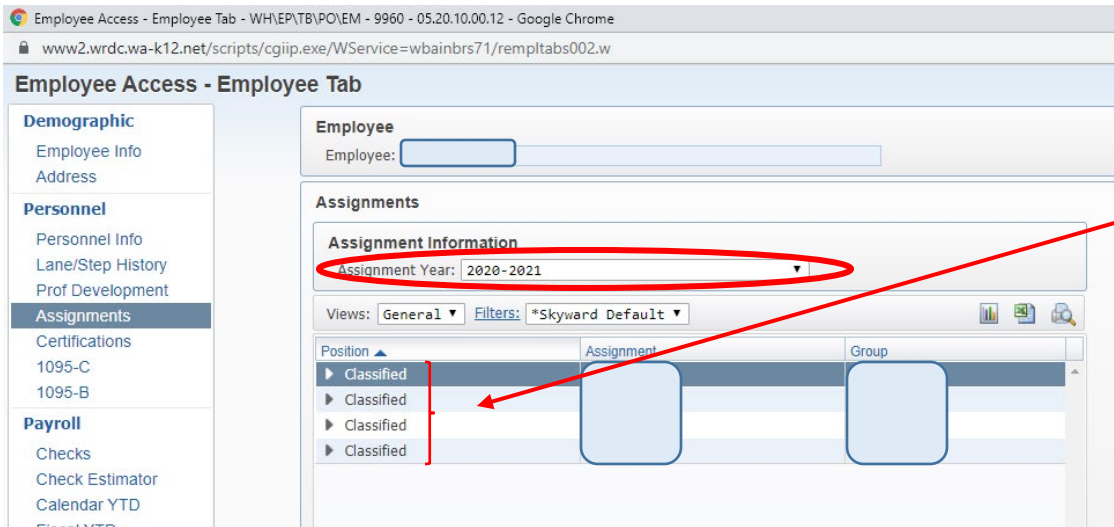 Employee Access - Employee Tab - WH\EP\TB\PO\EM - 9960 - 05.20.10.00.12 - Google Chrome
www2.wrdc.wa-k12.net/scripts/cgiip.exe/WService=wbainbrs71/rempltabs002.w
Employee Access - Employee Tab
Demographic
Employee Info
Address
Personnel
Personnel Info
Lane/Step History
Prof Development
Assignments
Certifications
1095-C
1095-B
Payroll
Checks
Check Estimator
Calendar YTD
Fiscal YTD
Employee
Employee:
Assignments
Assignment Information
Assignment Year: 2020-2021
Views: General Filters: *Skyward Default
Position Assignment Group
Classified
Classified
Classified
Classified